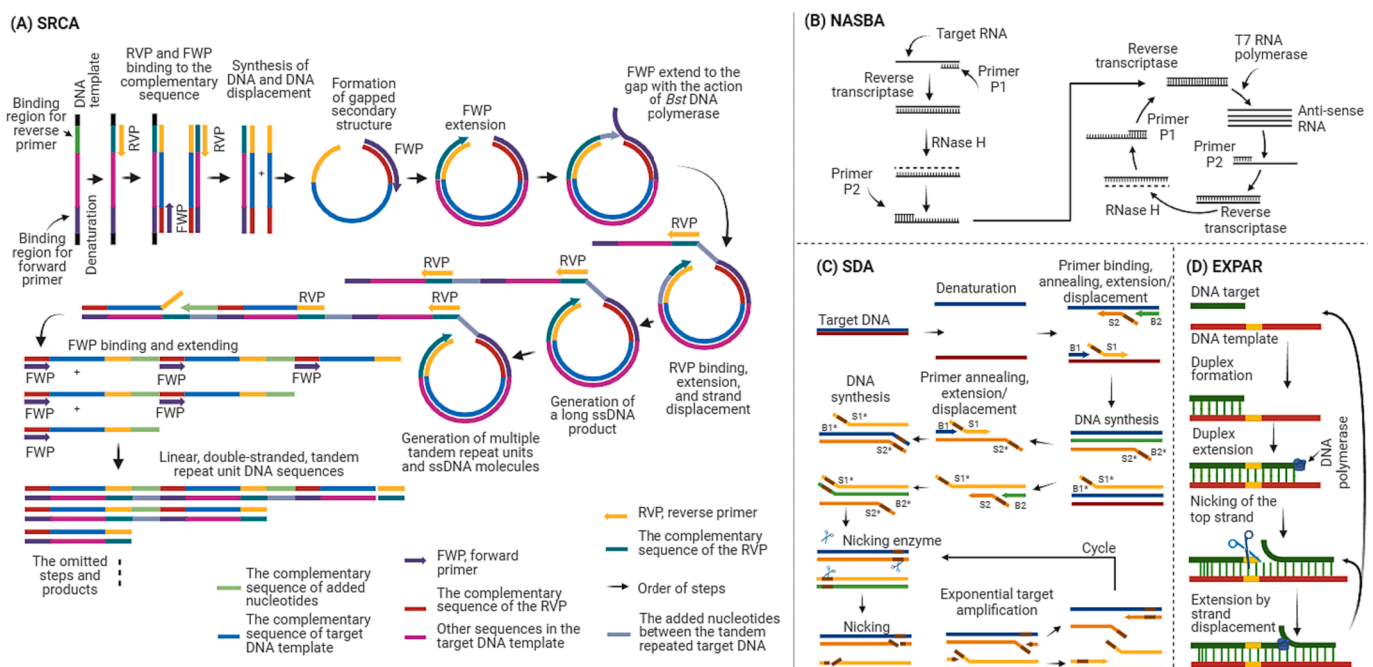 (A) SRCA
DNA
template
Binding
region for
reverse
primer
RVP
Denaturation
Binding
region for
forward
primer
RVP and FWP
binding to the
complementary
sequence
RVP
FWP
Synthesis of
DNA and DNA
displacement
+
Formation
of gapped
secondary
structure
FWP
FWP
extension
FWP extend to the
gap with the action
of Bst DNA
polymerase
RVP
RVP binding,
extension, and
strand
displacement
RVP
RVP
Generation of
a long ssDNA
product
RVP
RVP
Generation of multiple
tandem repeat units
and ssDNA molecules
FWP binding and extending
FWP
+
FWP
FWP
FWP
+
FWP
FWP
Linear, double-stranded, tandem
repeat unit DNA sequences
The omitted
steps and
products
The complementary
sequence of added
nucleotides
The complementary
sequence of target
DNA template
FWP, forward
primer
The complementary
sequence of the RVP
Other sequences in the
target DNA template
RVP, reverse primer
The complementary
sequence of the RVP
Order of steps
The added nucleotides
between the tandem
repeated target DNA
(B) NASBA
Target RNA
Reverse
transcriptase
Primer
P1
RNase H
Primer
P2
Reverse
transcriptase
T7 RNA
polymerase
Anti-sense
RNA
Primer
P1
Primer
P2
RNase H
Reverse
transcriptase
(C) SDA
Target DNA
Denaturation
Primer binding,
annealing, extension/
displacement
S2
B2
B1
S1
DNA
synthesis
S1*
B1*
S2*
Primer annealing,
extension/
displacement
B1
S1
S2*
DNA synthesis
B2*
S2*
S1*
B2*
S2*
S1*
S2
B2
S1*
B1*
Nicking enzyme
Cycle
Nicking
Exponential target
amplification
(D) EXPAR
DNA target
DNA template
Duplex
formation
Duplex
extension
DNA
polymerase
Nicking of the
top strand
Extension by
strand
displacement